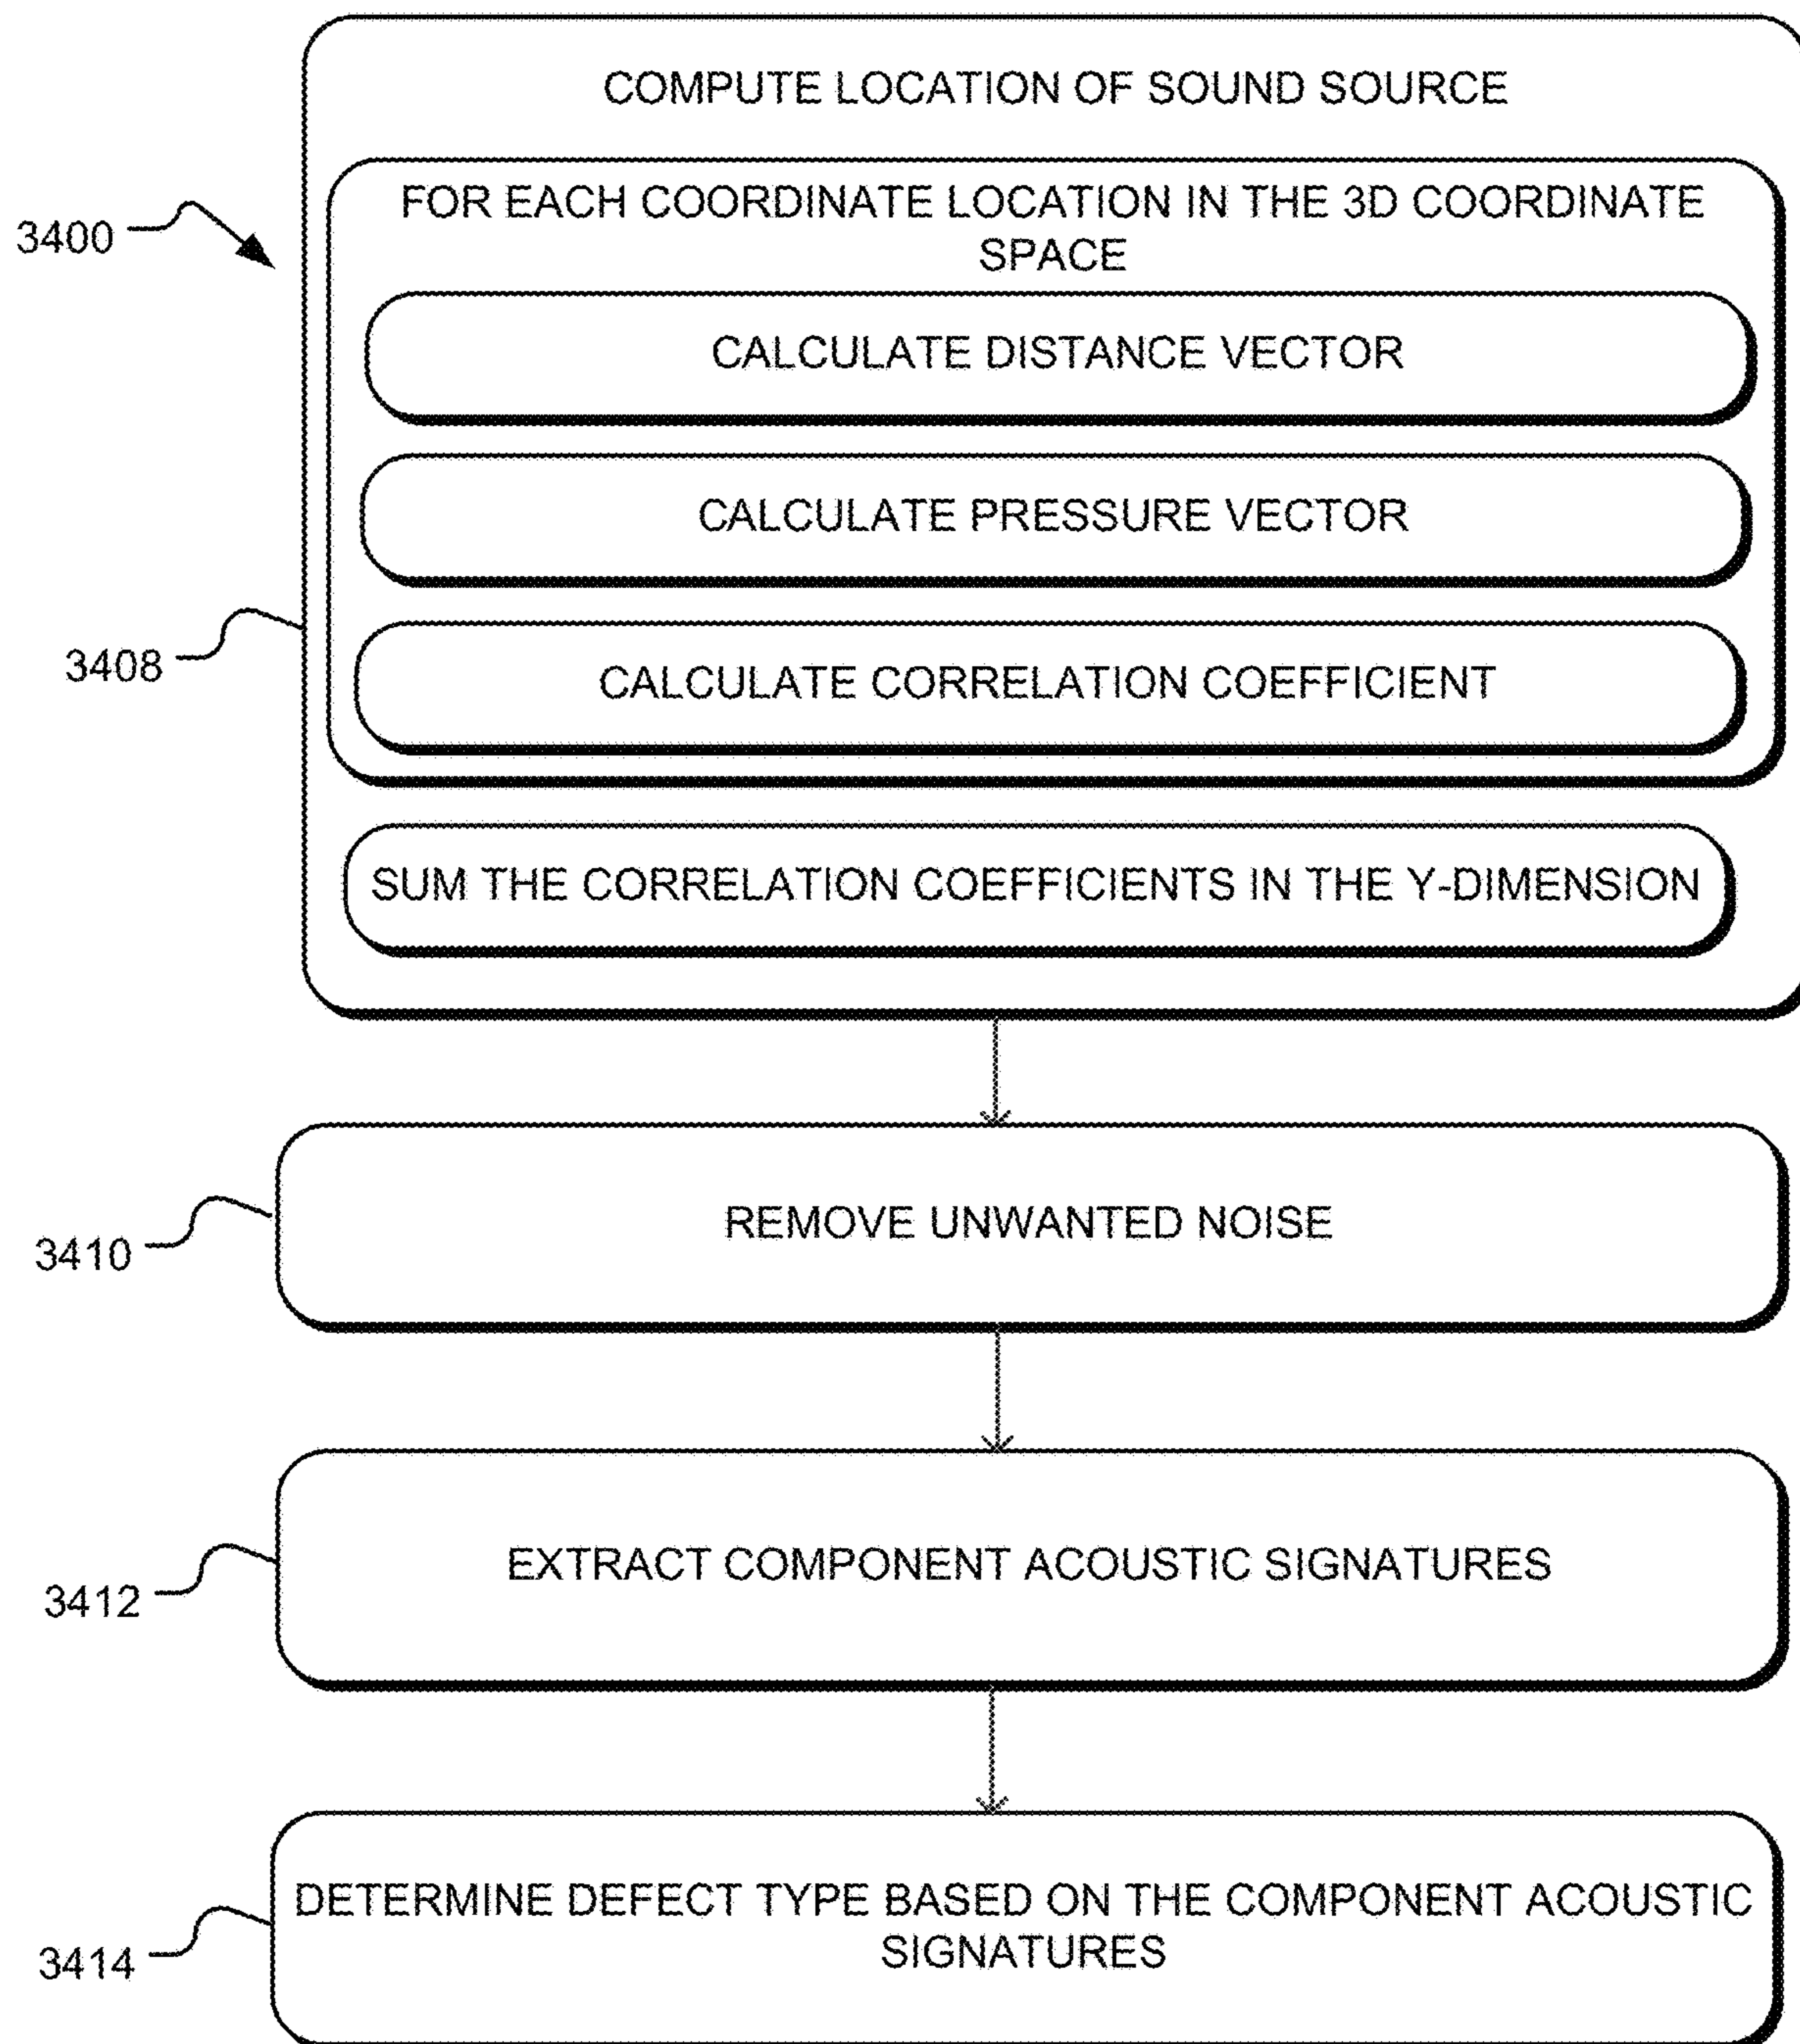 COMPUTE LOCATION OF SOUND SOURCE
FOR EACH COORDINATE LOCATION IN THE 3D COORDINATE
SPACE
3400
CALCULATE DISTANCE VECTOR
CALCULATE PRESSURE VECTOR
3408
CALCULATE CORRELATION COEFFICIENT
SUM THE CORRELATION COEFFICIENTS IN THE Y-DIMENSION
REMOVE UNWANTED NOISE
3410
EXTRACT COMPONENT ACOUSTIC SIGNATURES
3412
DETERMINE DEFECT TYPE BASED ON THE COMPONENT ACOUSTIC
SIGNATURES
3414